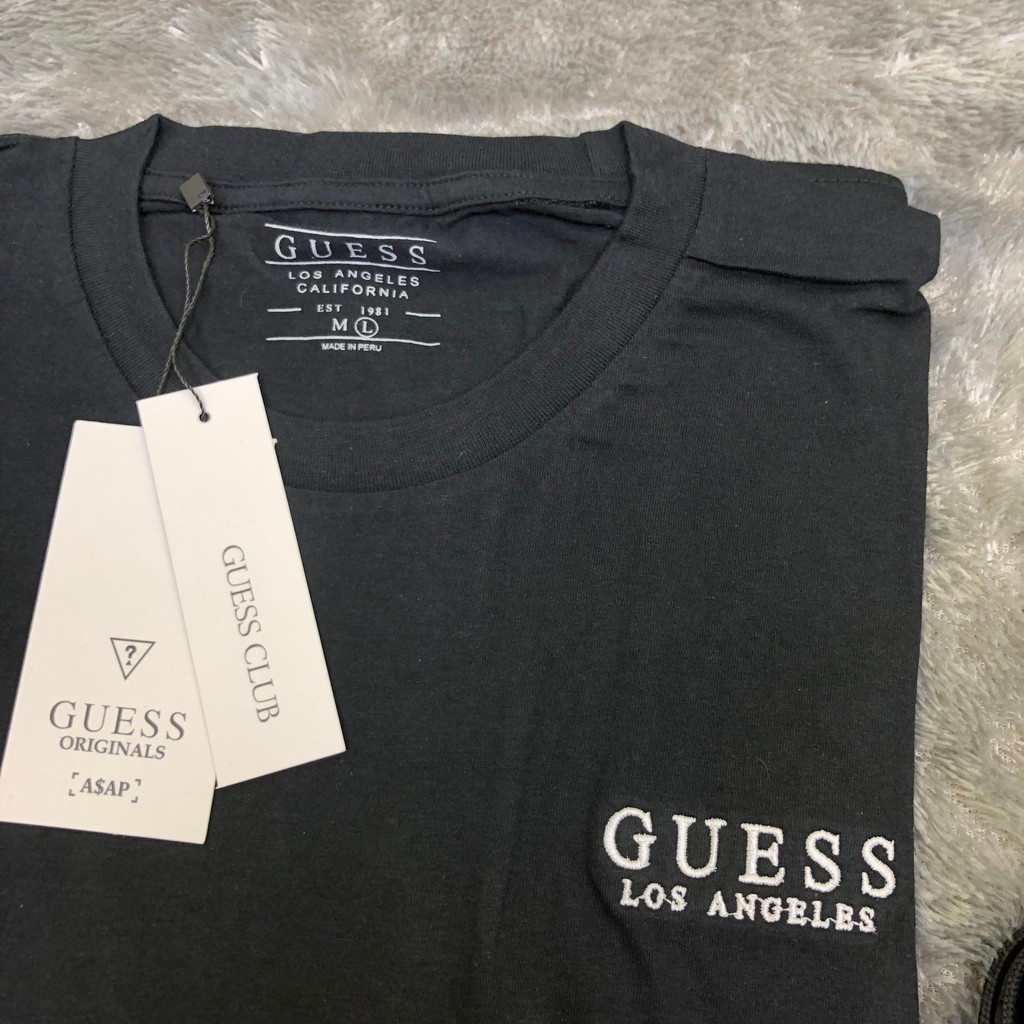 GUESS
LOS ANGELES
CALIFORNIA
EST 1981
M L
MADE IN PERU
GUESS CLUB
?
GUESS
ORIGINALS
[A$AP]
GUESS
LOS ANGELES